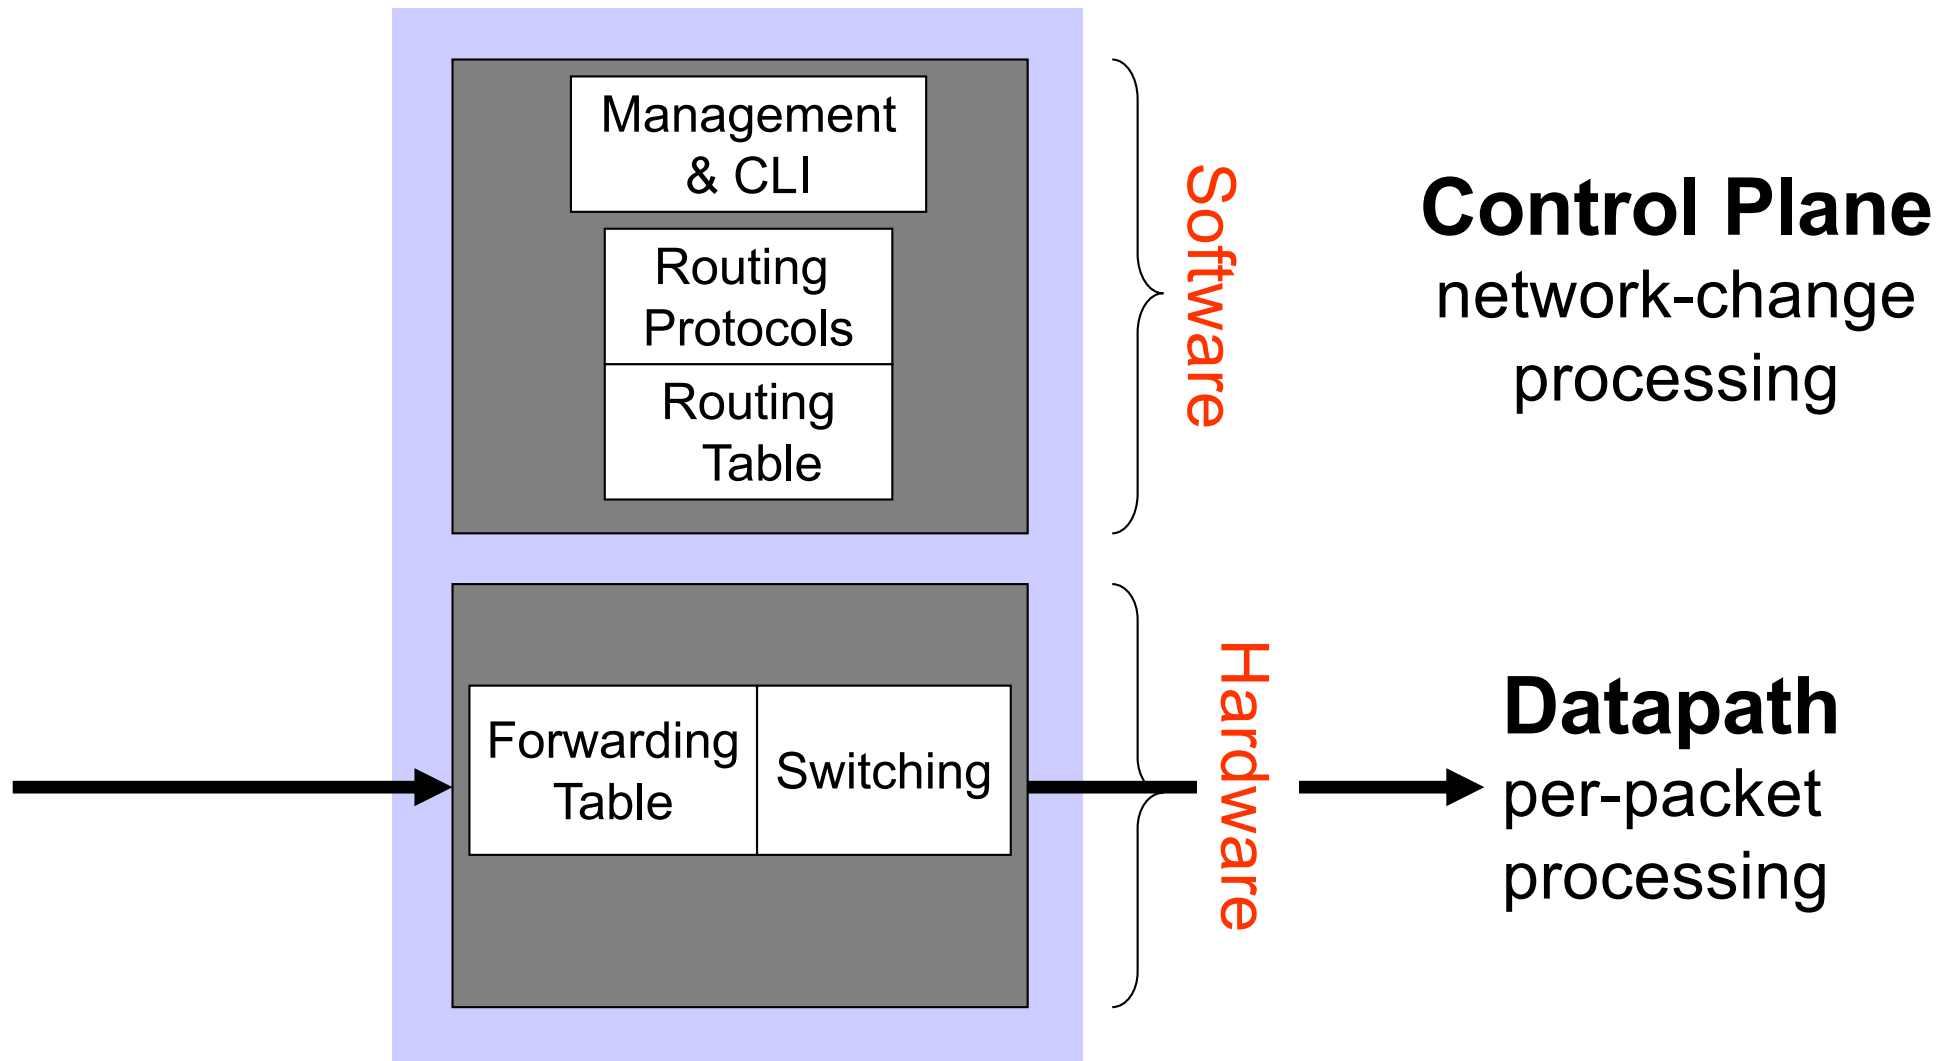 Management
& CLI
Routing
Protocols
Routing
Table
Software
Control Plane
network-change
processing
Forwarding
Table
Switching
Hardware
Datapath
per-packet
processing